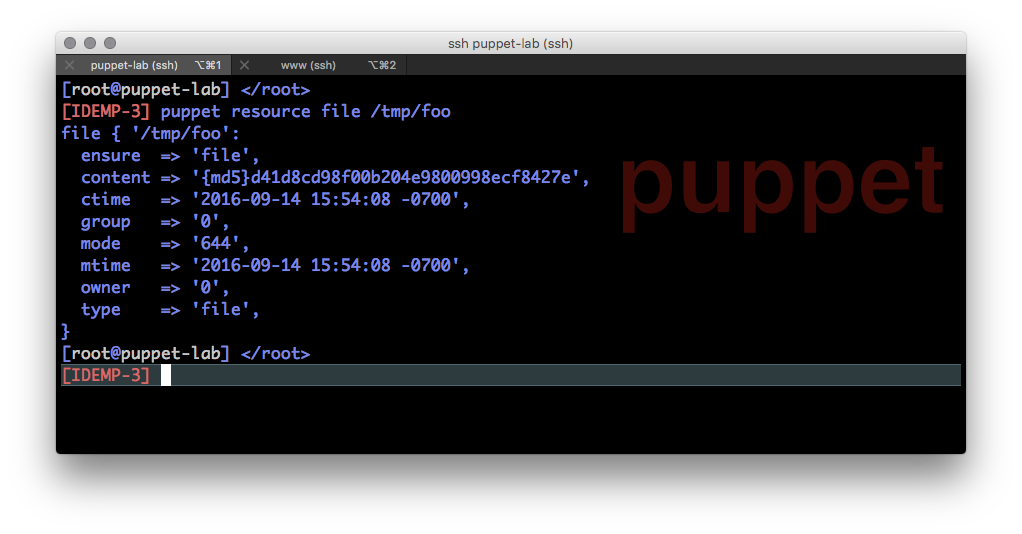 ssh puppet-lab (ssh)
puppet-lab (ssh) ⌥⌘1 www (ssh) ⌥⌘2
[root@puppet-lab] </root>
[IDEMP-3] puppet resource file /tmp/foo
file { '/tmp/foo':
  ensure  => 'file',
  content => '{md5}d41d8cd98f00b204e9800998ecf8427e',
  ctime   => '2016-09-14 15:54:08 -0700',
  group   => '0',
  mode    => '644',
  mtime   => '2016-09-14 15:54:08 -0700',
  owner   => '0',
  type    => 'file',
}
[root@puppet-lab] </root>
[IDEMP-3]
puppet